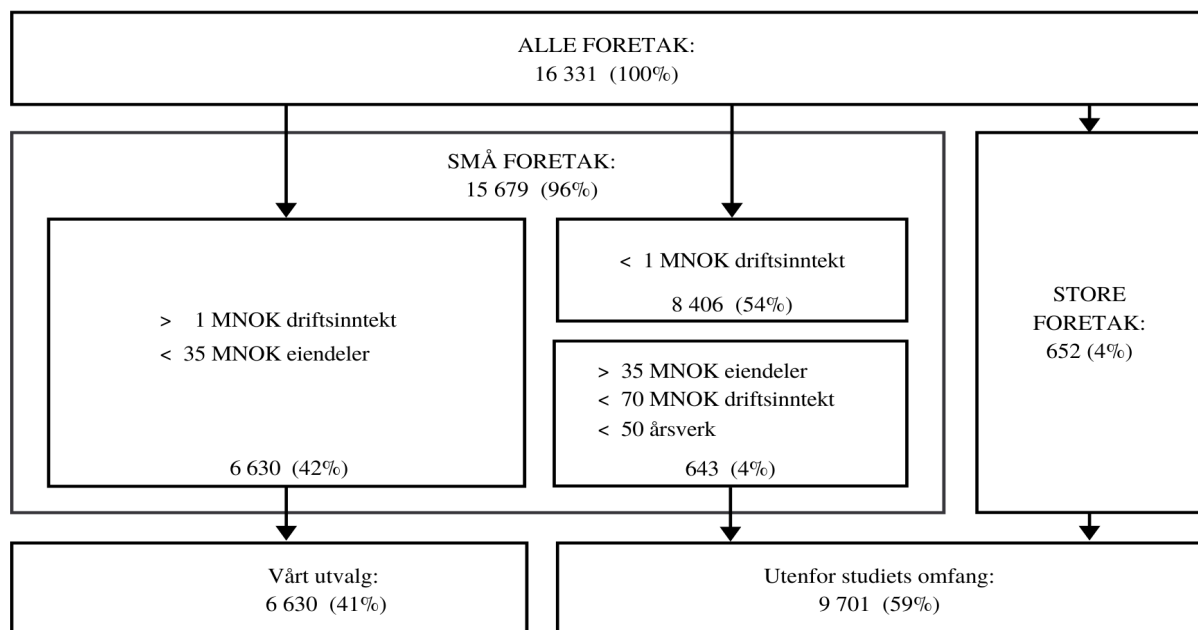 ALLE FORETAK:
16 331 (100%)
SMÅ FORETAK:
15 679 (96%)
> 1 MNOK driftsinntekt
< 35 MNOK eiendeler
6 630 (42%)
< 1 MNOK driftsinntekt
8 406 (54%)
> 35 MNOK eiendeler
< 70 MNOK driftsinntekt
< 50 årsverk
643 (4%)
STORE
FORETAK:
652 (4%)
Vårt utvalg:
6 630 (41%)
Utenfor studiets omfang:
9 701 (59%)